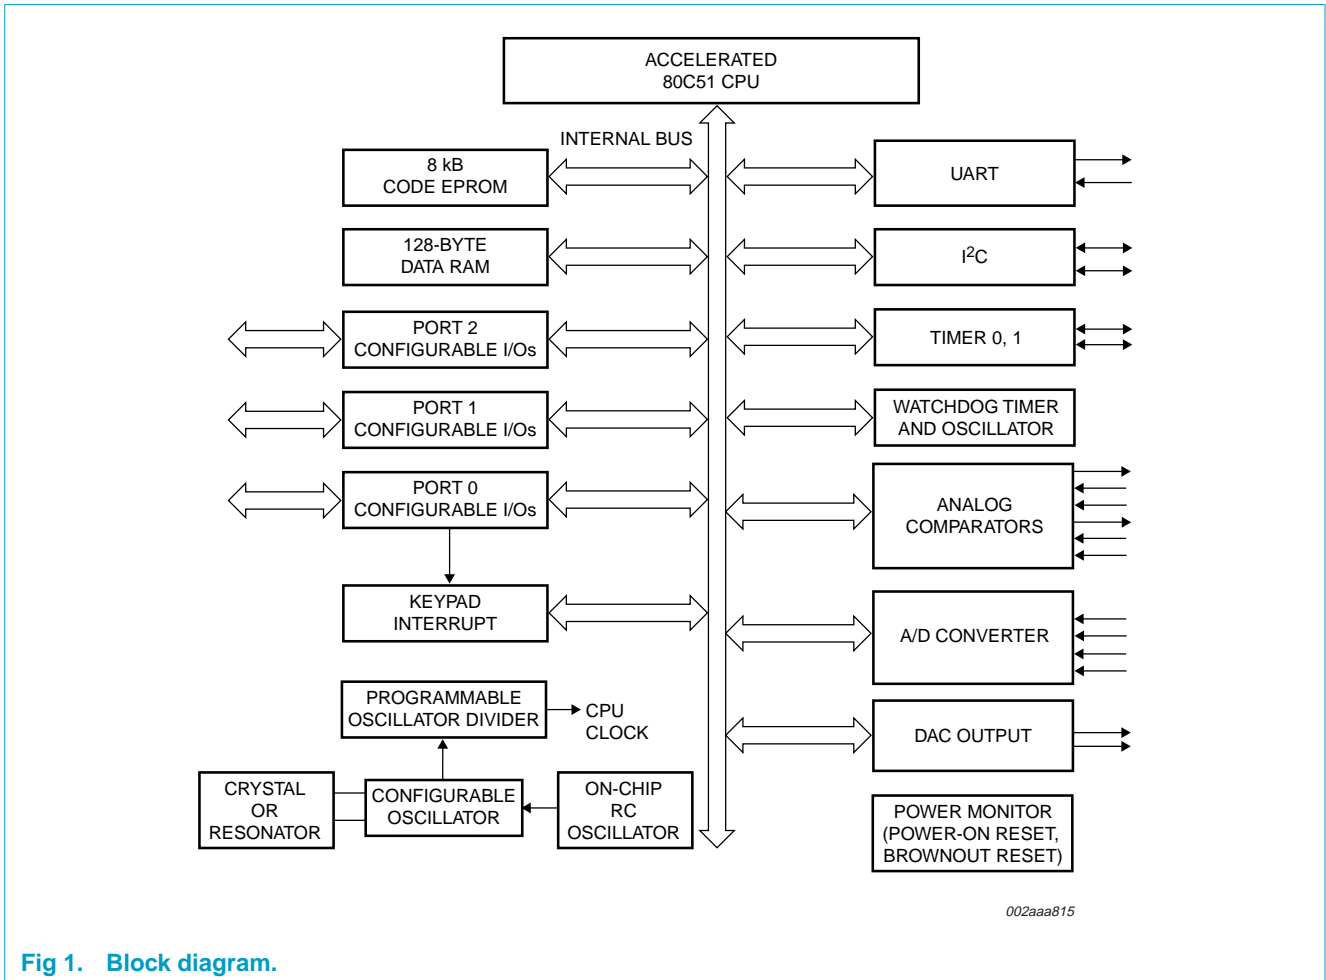 ACCELERATED
80C51 CPU
INTERNAL BUS
8 kB
CODE EPROM
128-BYTE
DATA RAM
PORT 2
CONFIGURABLE I/Os
PORT 1
CONFIGURABLE I/Os
PORT 0
CONFIGURABLE I/Os
KEYPAD
INTERRUPT
PROGRAMMABLE
OSCILLATOR DIVIDER
CPU
CLOCK
CRYSTAL
OR
RESONATOR
CONFIGURABLE
OSCILLATOR
ON-CHIP
RC
OSCILLATOR
UART
I²C
TIMER 0, 1
WATCHDOG TIMER
AND OSCILLATOR
ANALOG
COMPARATORS
A/D CONVERTER
DAC OUTPUT
POWER MONITOR
(POWER-ON RESET,
BROWNOUT RESET)
002aaa815
Fig 1. Block diagram.